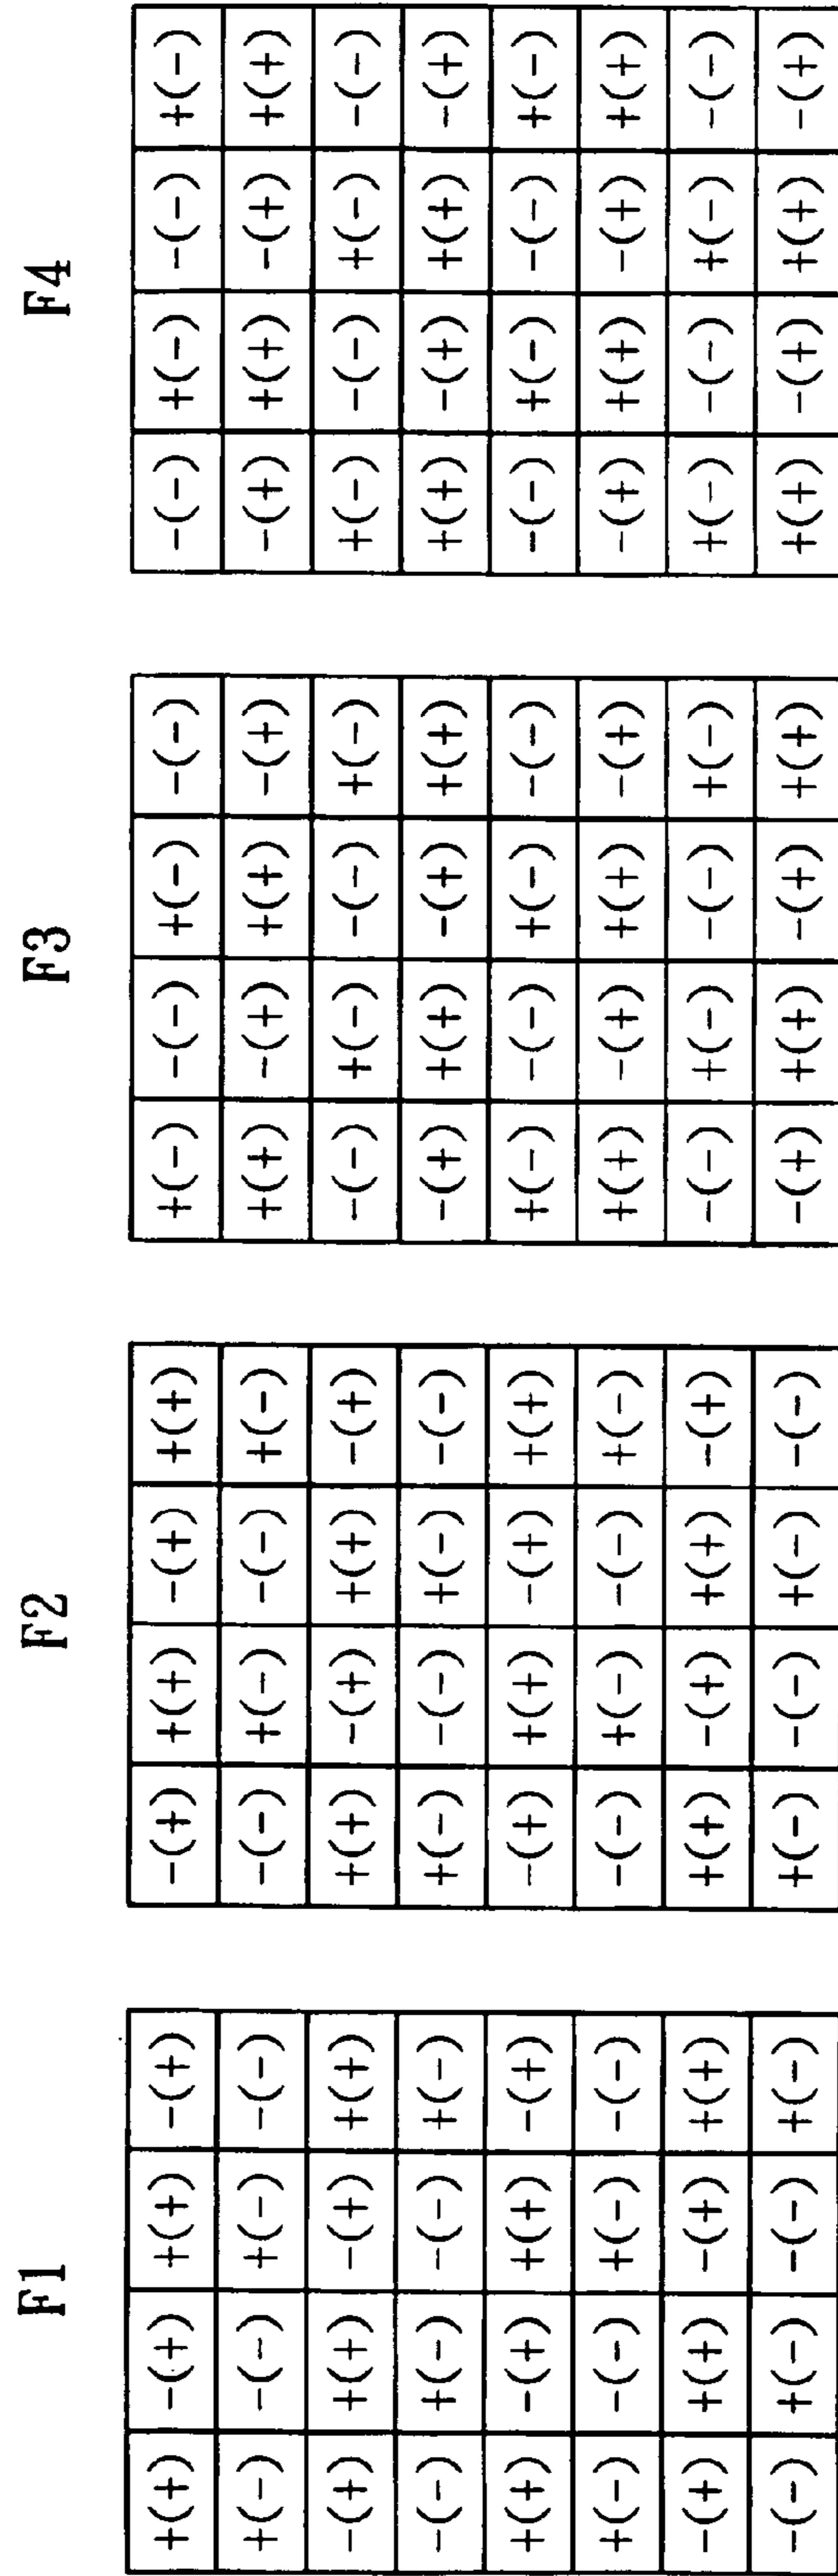 F1 F2 F3 F4
+(+) -(+) +(+) -(+) -(+) +(+) -(+) +(+) +(-) -(-) +(-) -(-) -(-) +(-) -(-) +(-)
+(-) -(-) +(-) -(-) -(-) +(-) -(-) +(-) +(+) -(+) +(+) -(+) -(+) +(+) -(+) +(+)
-(+) +(+) -(+) +(+) +(+) -(+) +(+) -(+) -(-) +(-) -(-) +(-) +(-) -(-) +(-) -(-)
-(-) +(-) -(-) +(-) +(-) -(-) +(-) -(-) -(+) +(+) -(+) +(+) +(+) -(+) +(+) -(+)
+(+) -(+) +(+) -(+) -(+) +(+) -(+) +(+) +(-) -(-) +(-) -(-) -(-) +(-) -(-) +(-)
+(-) -(-) +(-) -(-) -(-) +(-) -(-) +(-) +(+) -(+) +(+) -(+) -(+) +(+) -(+) +(+)
-(+) +(+) -(+) +(+) +(+) -(+) +(+) -(+) -(-) +(-) -(-) +(-) +(-) -(-) +(-) -(-)
-(-) +(-) -(-) +(-) +(-) -(-) +(-) -(-) -(+) +(+) -(+) +(+) +(+) -(+) +(+) -(+)